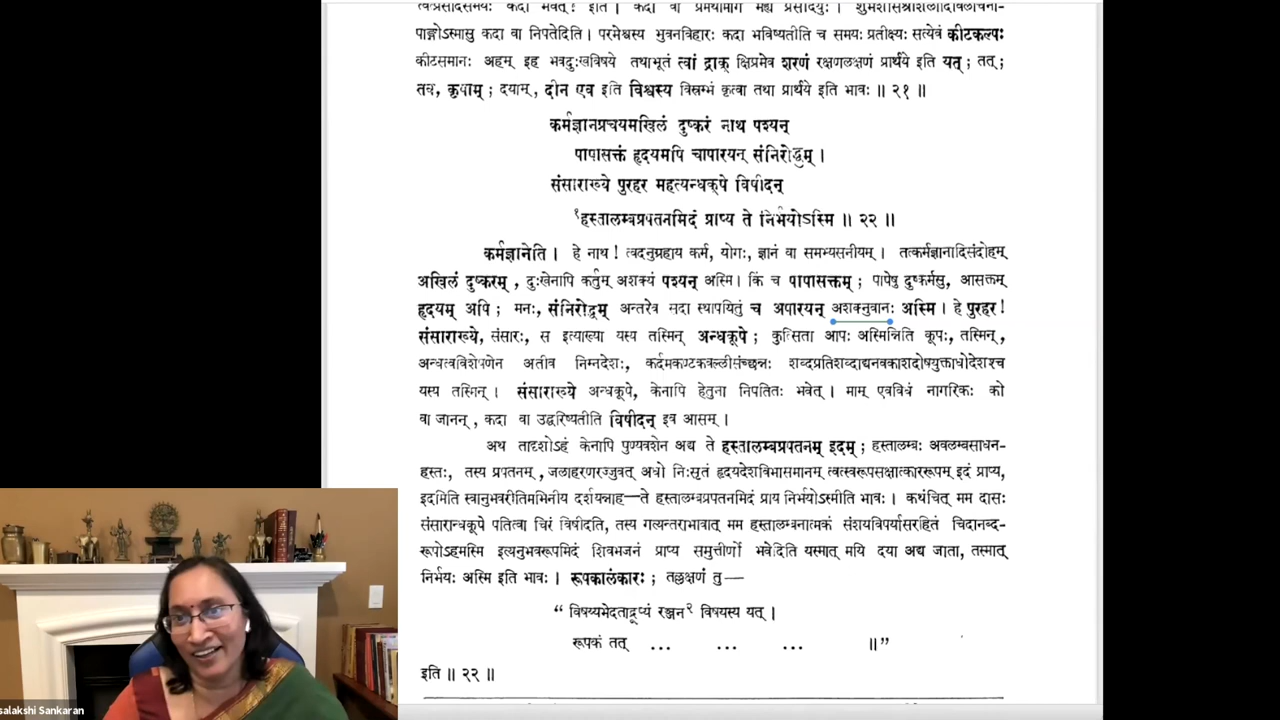 पाङ्गोऽस्मासु कदा वा निपतेदिति । परमेश्वस्य भुवनविहारः कदा भविष्यतीति च समयः प्रतीक्ष्यः सत्येवं कीटकल्पः
कीटसमानः अहम् इह भवदुःखविषये तथाभूतं त्वां द्राक् क्षिप्रमेव शरणं रक्षणलक्षणं प्रार्थये इति यत् ; तत् ;
तव, कृपाम् ; दयाम् , दीन एव इति विश्वस्य विस्रम्भं कृत्वा तथा प्रार्थये इति भावः ॥ २१ ॥
कर्मज्ञानप्रचयमखिलं दुष्करं नाथ पश्यन्
पापासक्तं हृदयमपि चापारयन् संनिरोद्धुम् ।
संसाराख्ये पुरहर महत्यन्धकूपे विषीदन्
१हस्तालम्बप्रपतनमिदं प्राप्य ते निर्भयोऽस्मि ॥ २२ ॥
कर्मज्ञानेति । हे नाथ ! त्वदनुग्रहाय कर्म, योगः, ज्ञानं वा समभ्यसनीयम् । तत्कर्मज्ञानादिसंदोहम्
अखिलं दुष्करम् , दुःखेनापि कर्तुम् अशक्यं पश्यन् अस्मि । किं च पापासक्तम् ; पापेषु दुष्कर्मसु, आसक्तम्
हृदयम् अपि ; मनः, संनिरोद्धुम् अन्तरेव सदा स्थापयितुं च अपारयन् अशक्नुवानः अस्मि । हे पुरहर !
संसाराख्ये, संसारः, स इत्याख्या यस्य तस्मिन् अन्धकूपे ; कुत्सिता आपः अस्मिन्निति कूपः, तस्मिन् ,
अन्धत्वविशेषणेन अतीव निम्नदेशः, कर्दमकण्टकवल्लीसंच्छन्नः शब्दप्रतिशब्दाद्यनवकाशदोषयुक्ताधोदेशश्च
यस्य तस्मिन् । संसाराख्ये अन्धकूपे, केनापि हेतुना निपतितः भवेत् । माम् एवंविधं नागरिकः को
वा जानन् , कदा वा उद्धरिष्यतीति विषीदन् इव आसम् ।
अथ तादृशोऽहं केनापि पुण्यवशेन अद्य ते हस्तालम्बप्रपतनम् इदम् ; हस्तालम्बः अवलम्बसाधन-
हस्तः, तस्य प्रपतनम् , जलाहरणरज्जुवत् अधो निःसृतं हृदयदेशविभासमानम् त्वत्स्वरूपसाक्षात्काररूपम् इदं प्राप्य,
इदमिति स्वानुभवरीतिमभिनीय दर्शयन्नाह—ते हस्तालम्बप्रपतनमिदं प्राय निर्भयोऽस्मीति भावः । कथंचित् मम दासः
संसारान्धकूपे पतित्वा चिरं विषीदति, तस्य गत्यन्तराभावात् मम हस्तालम्बनात्मकं संशयविपर्यासरहितं चिदानन्द-
रूपोऽहमस्मि इत्यनुभवरूपमिदं शिवभजनं प्राप्य समुत्तीर्णो भवेदिति यस्मात् मयि दया अद्य जाता, तस्मात्
निर्भयः अस्मि इति भावः । रूपकालंकारः ; तल्लक्षणं तु—
“ विषय्यभेदताद्रूप्यं रञ्जन२ विषयस्य यत् ।
रूपकं तत् ... ... ... ॥”
इति ॥ २२ ॥
salakshi Sankaran